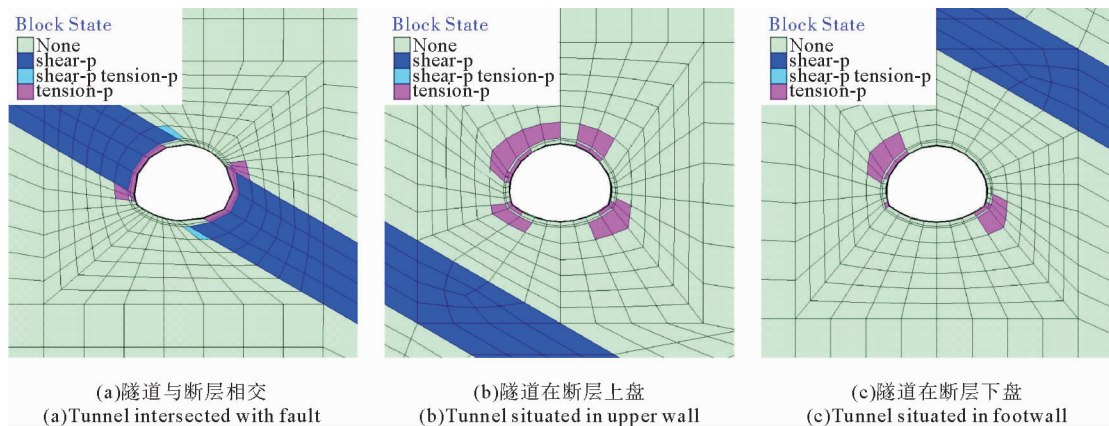 Block State
None
shear-p
shear-p tension-p
tension-p
Block State
None
shear-p
shear-p tension-p
tension-p
Block State
None
shear-p
shear-p tension-p
tension-p
(a)隧道与断层相交
(a)Tunnel intersected with fault
(b)隧道在断层上盘
(b)Tunnel situated in upper wall
(c)隧道在断层下盘
(c)Tunnel situated in footwall